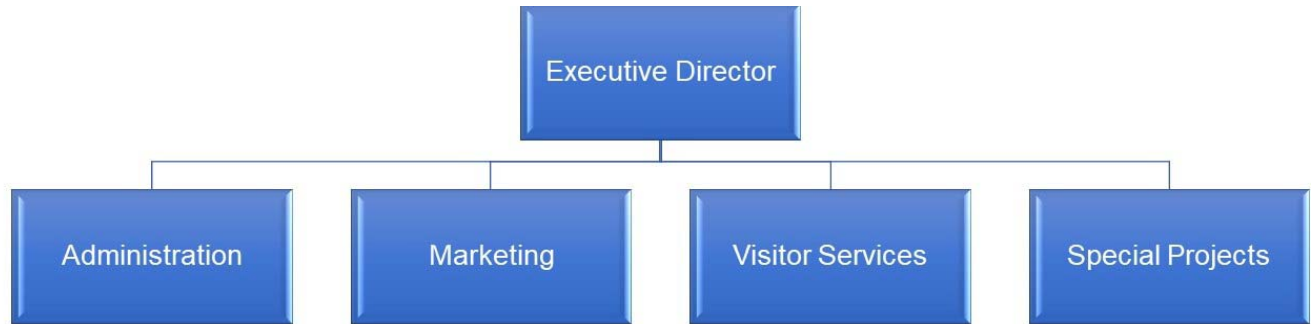 Executive Director
Administration
Marketing
Visitor Services
Special Projects